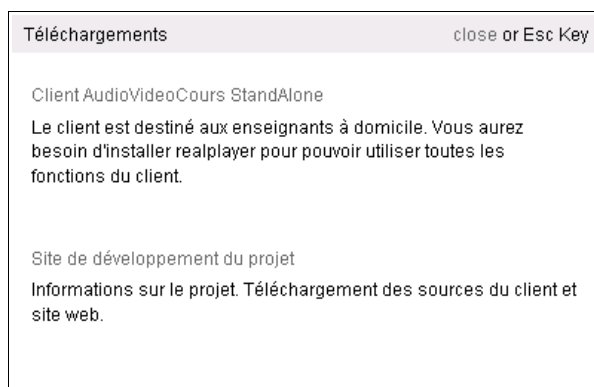 Téléchargements close or Esc Key
Client AudioVideoCours StandAlone
Le client est destiné aux enseignants à domicile. Vous aurez
besoin d'installer realplayer pour pouvoir utiliser toutes les
fonctions du client.
Site de développement du projet
Informations sur le projet. Téléchargement des sources du client et
site web.